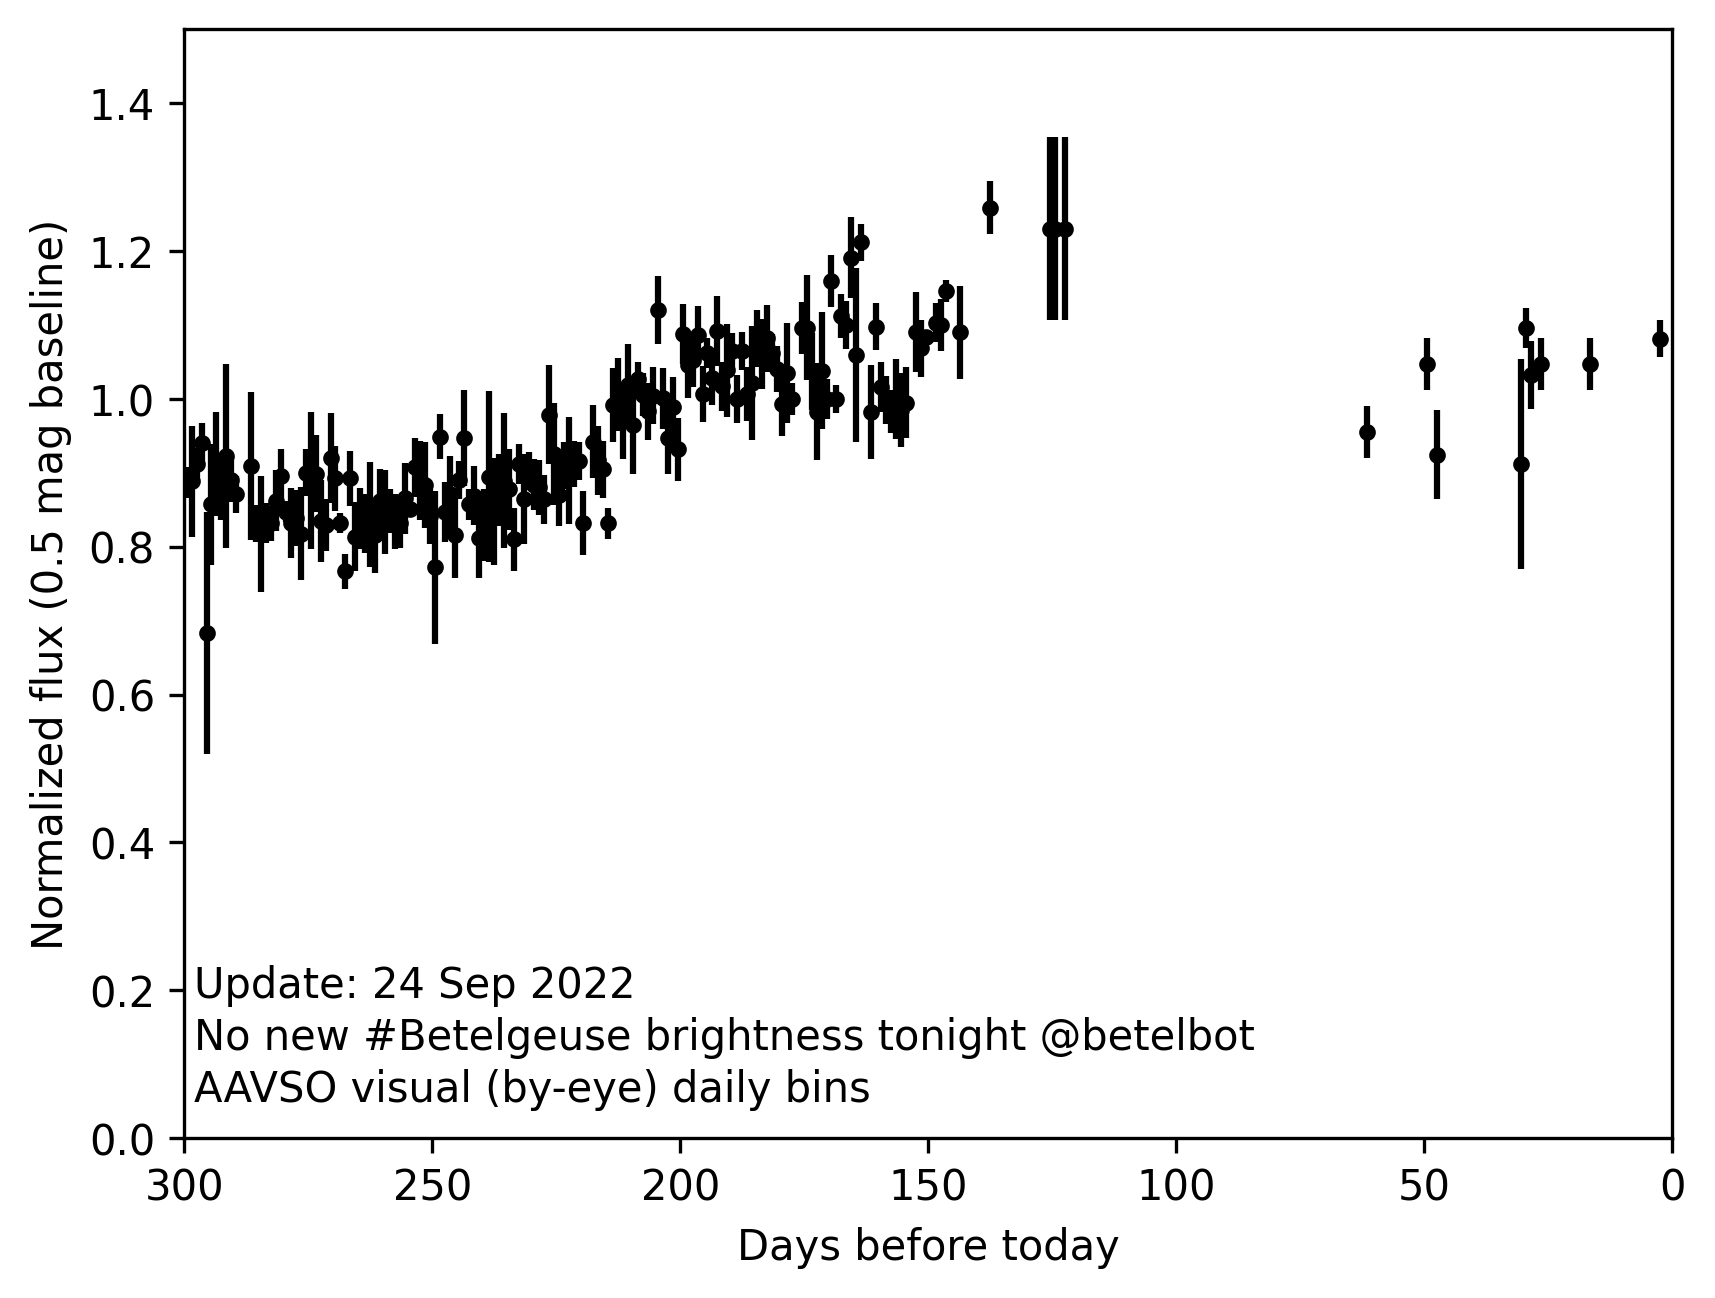 1.4
1.2
1.0
0.8
0.6
0.4
0.2
0.0
Normalized flux (0.5 mag baseline)
Update: 24 Sep 2022
No new #Betelgeuse brightness tonight @betelbot
AAVSO visual (by-eye) daily bins
300 250 200 150 100 50 0
Days before today